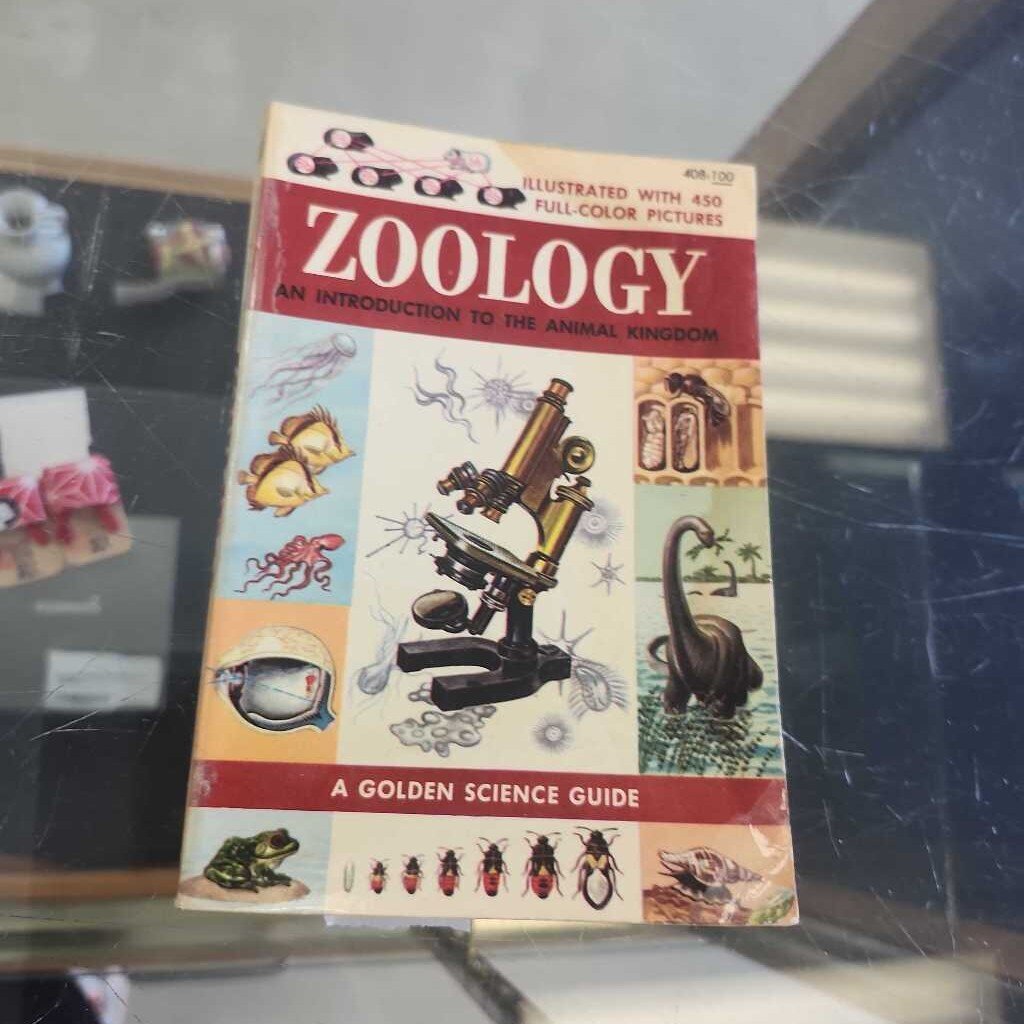 408-100
ILLUSTRATED WITH 450
FULL-COLOR PICTURES
ZOOLOGY
AN INTRODUCTION TO THE ANIMAL KINGDOM
A GOLDEN SCIENCE GUIDE